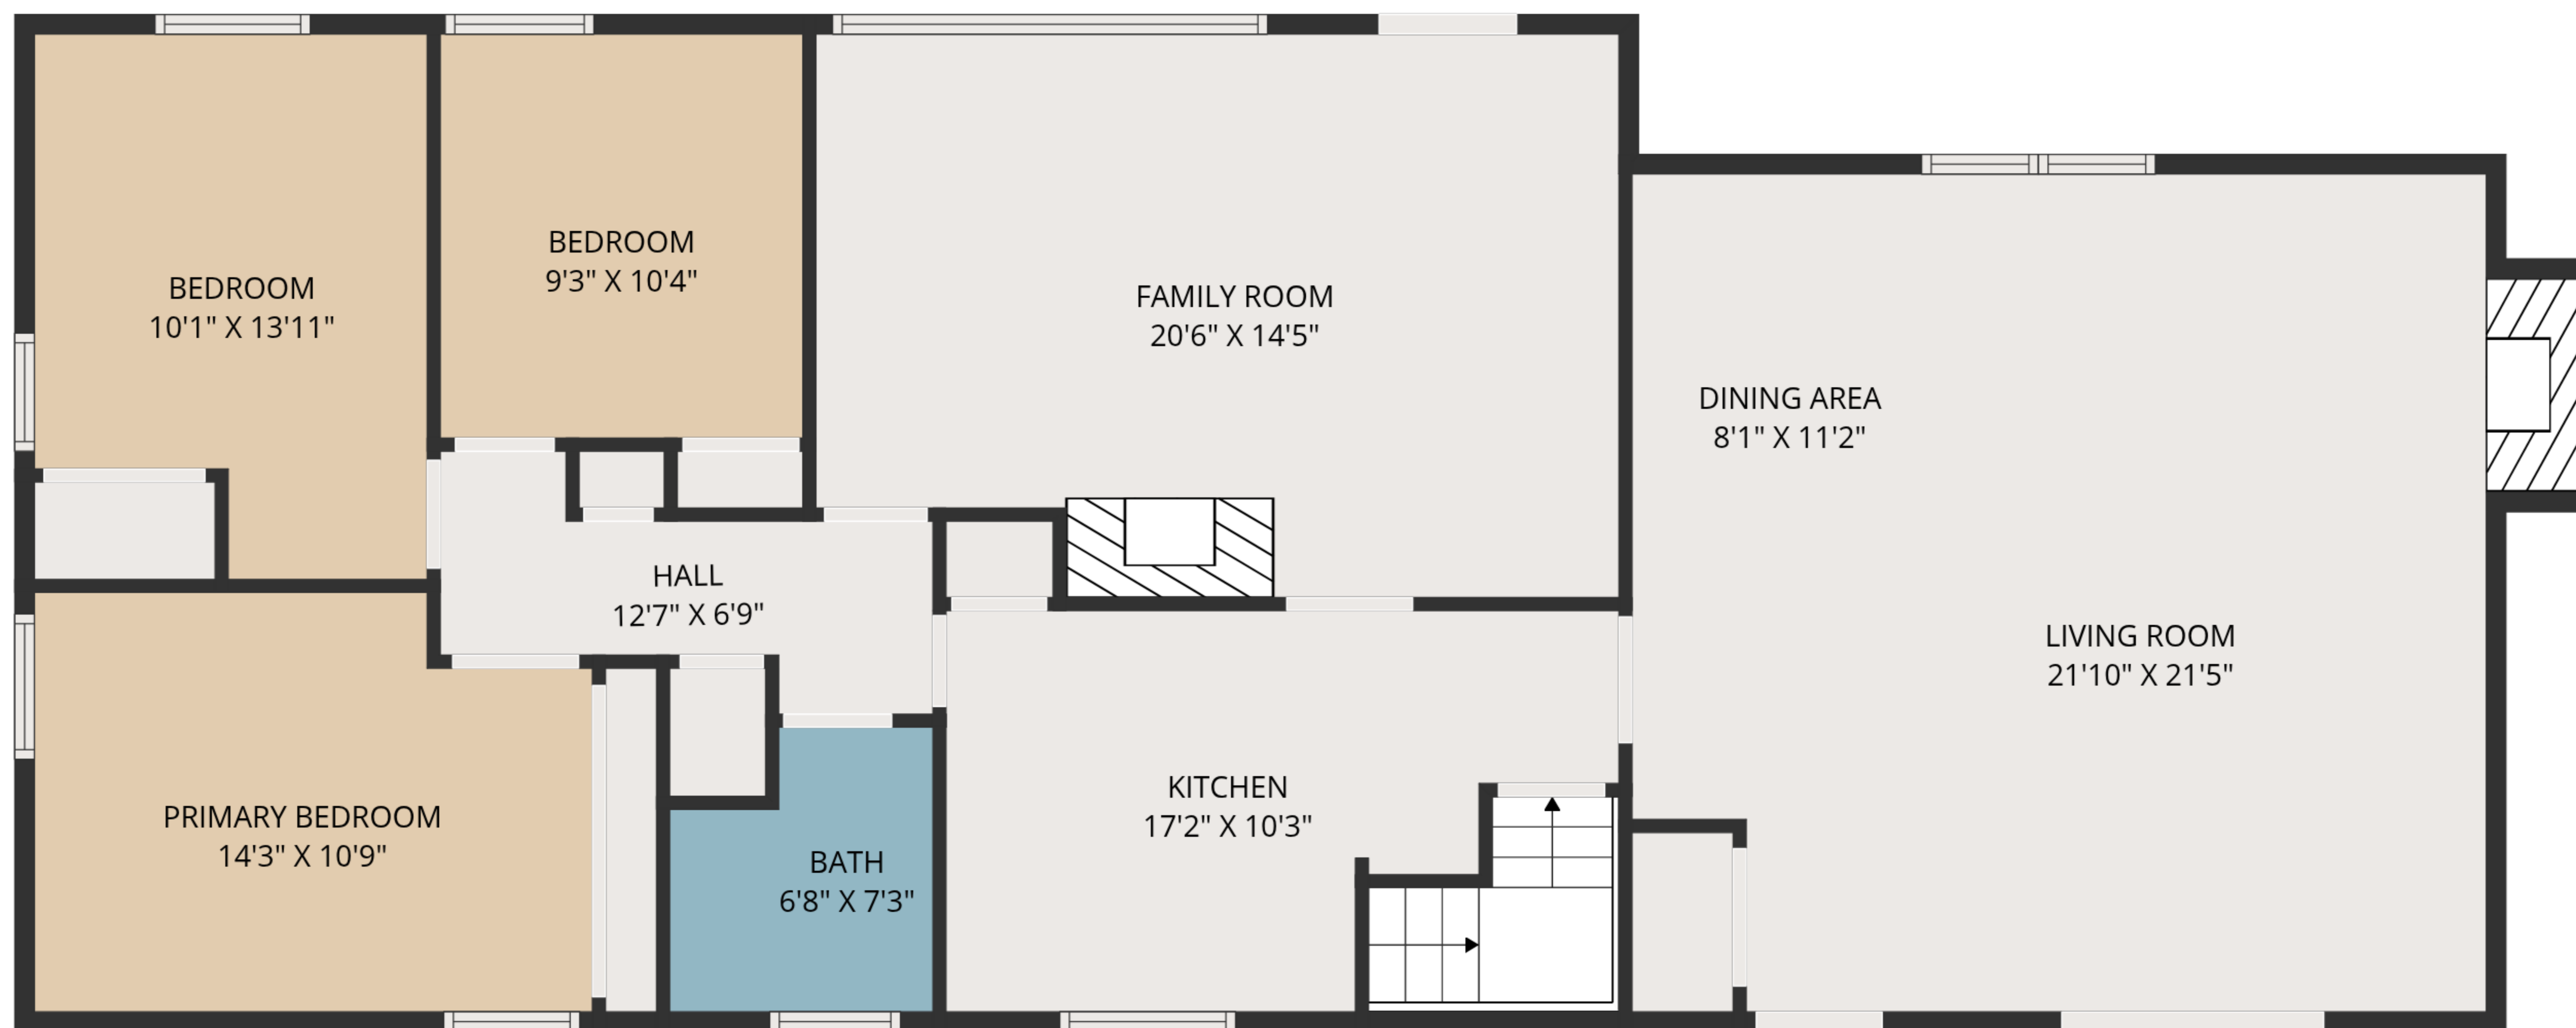 BEDROOM
10'1" X 13'11"
BEDROOM
9'3" X 10'4"
FAMILY ROOM
20'6" X 14'5"
DINING AREA
8'1" X 11'2"
HALL
12'7" X 6'9"
LIVING ROOM
21'10" X 21'5"
PRIMARY BEDROOM
14'3" X 10'9"
BATH
6'8" X 7'3"
KITCHEN
17'2" X 10'3"